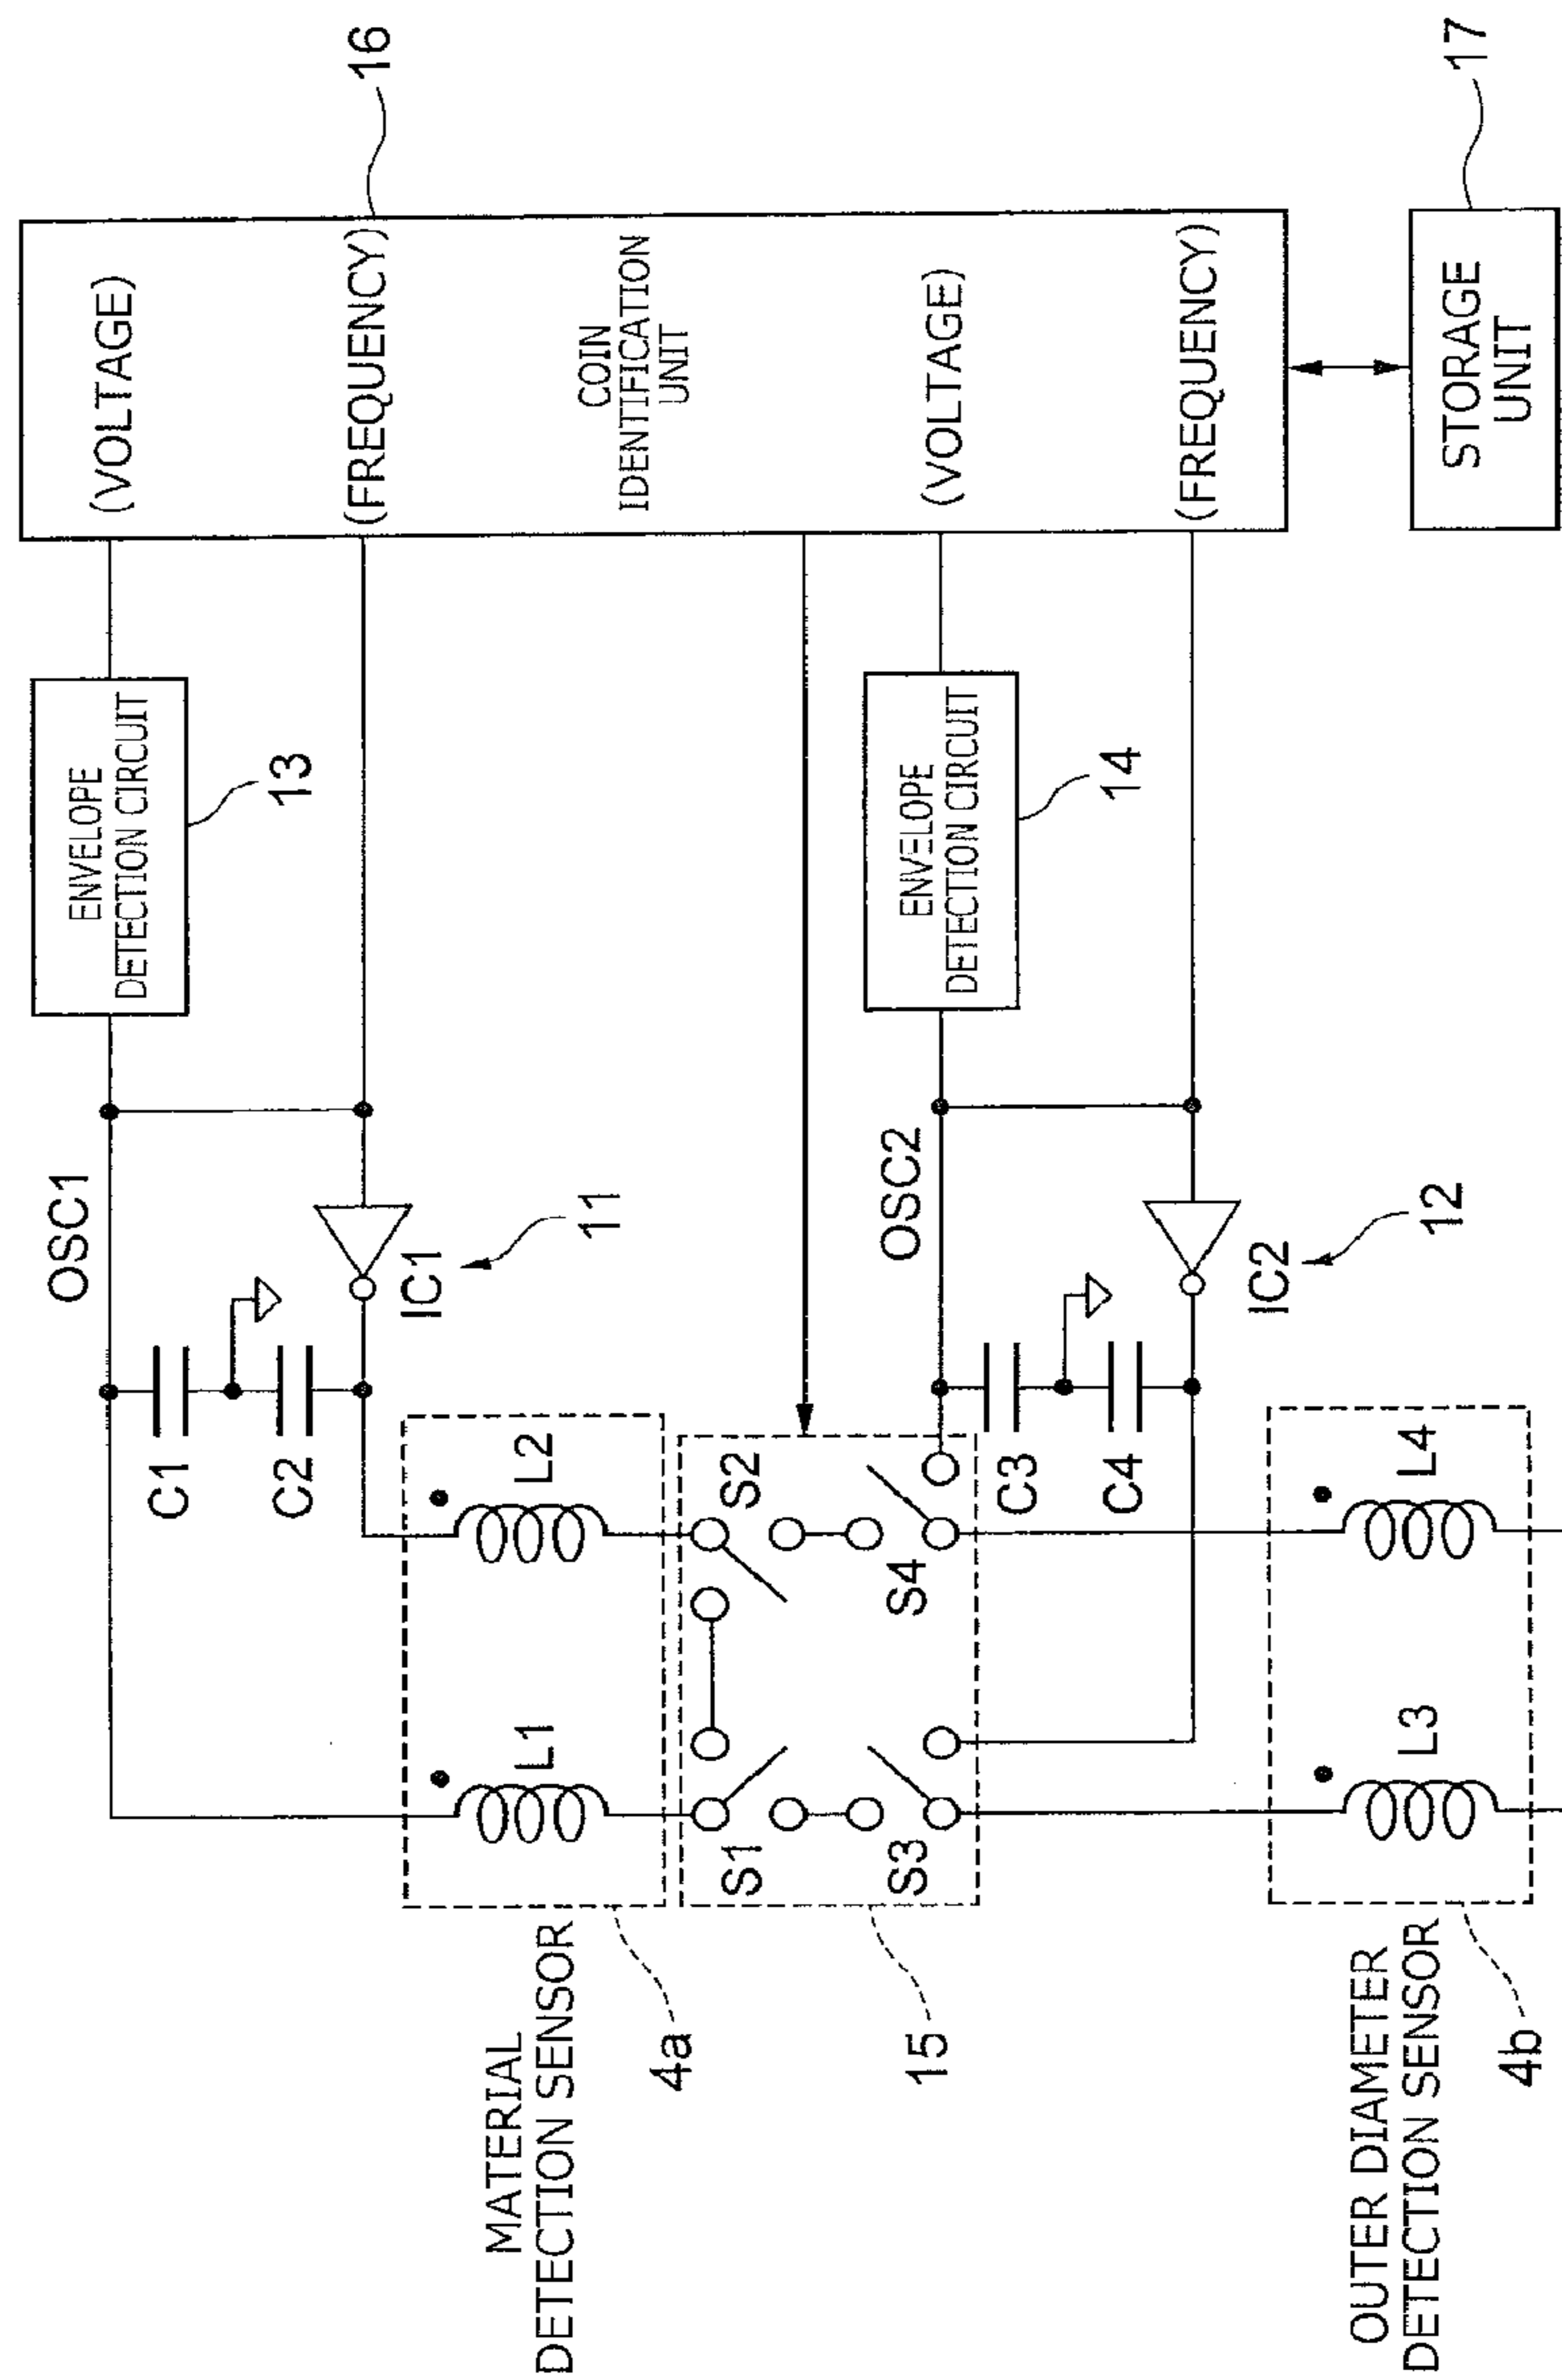 OSC1
ENVELOPE
DETECTION CIRCUIT
13
(VOLTAGE)
16
C1
C2
IC1
11
(FREQUENCY)
MATERIAL
DETECTION SENSOR
4a
L1
L2
COIN
IDENTIFICATION
UNIT
S1
S2
S3
S4
15
OSC2
ENVELOPE
DETECTION CIRCUIT
14
(VOLTAGE)
C3
C4
IC2
12
(FREQUENCY)
OUTER DIAMETER
DETECTION SENSOR
4b
L3
L4
STORAGE
UNIT
17